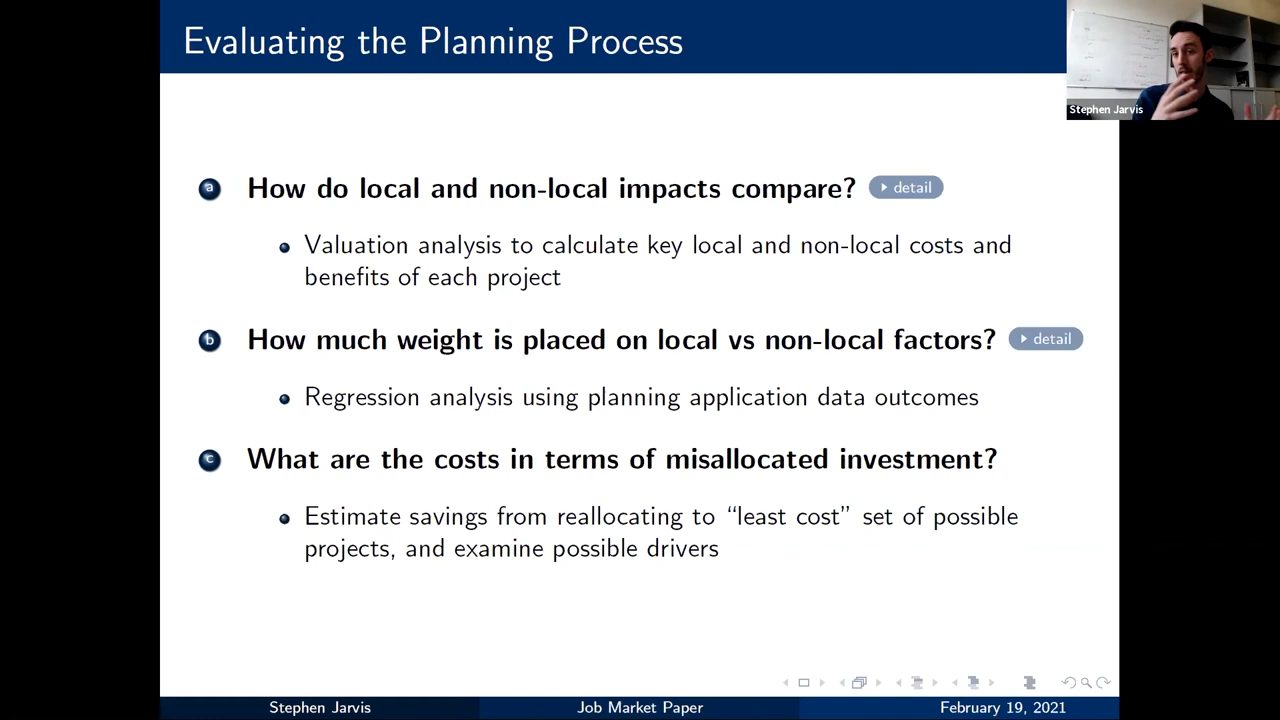 Evaluating the Planning Process
Stephen Jarvis
a How do local and non-local impacts compare? detail
Valuation analysis to calculate key local and non-local costs and
benefits of each project
b How much weight is placed on local vs non-local factors? detail
Regression analysis using planning application data outcomes
c What are the costs in terms of misallocated investment?
Estimate savings from reallocating to “least cost” set of possible
projects, and examine possible drivers
Stephen Jarvis Job Market Paper February 19, 2021